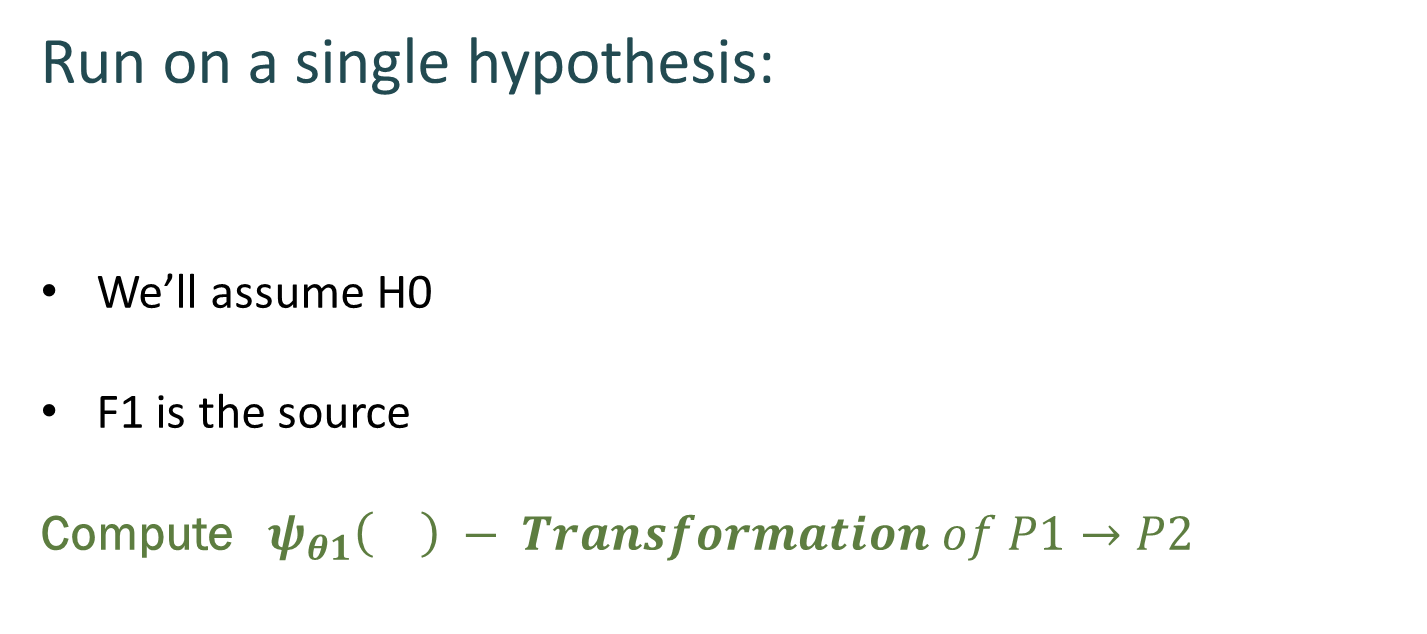 Run on a single hypothesis:
• We'll assume H0
• F1 is the source
Compute ψθ1( ) − Transformation of P1 → P2